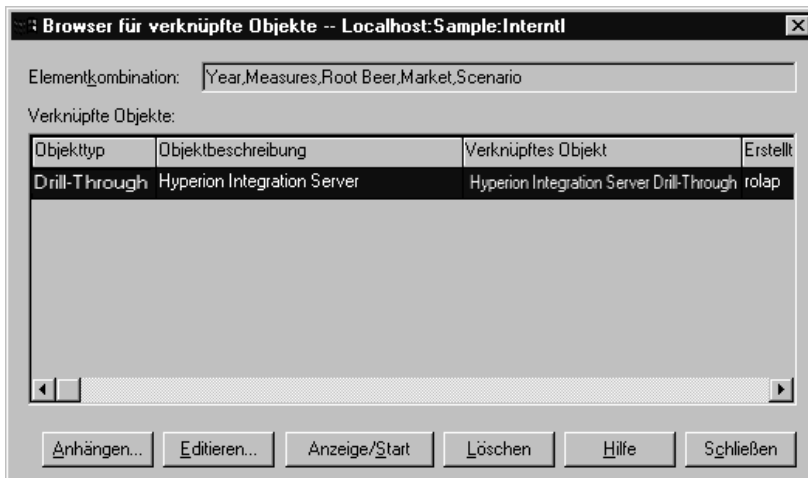 Browser für verknüpfte Objekte -- Localhost:Sample:Interntl
Elementkombination: Year,Measures,Root Beer,Market,Scenario
Verknüpfte Objekte:
Objekttyp Objektbeschreibung Verknüpftes Objekt Erstellt
Drill-Through Hyperion Integration Server Hyperion Integration Server Drill-Through rolap
Anhängen... Editieren... Anzeige/Start Löschen Hilfe Schließen